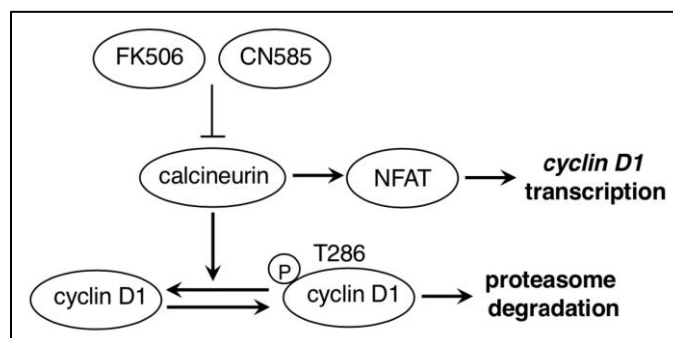 FK506 CN585
calcineurin NFAT cyclin D1
transcription
T286
P
cyclin D1 cyclin D1 proteasome
degradation